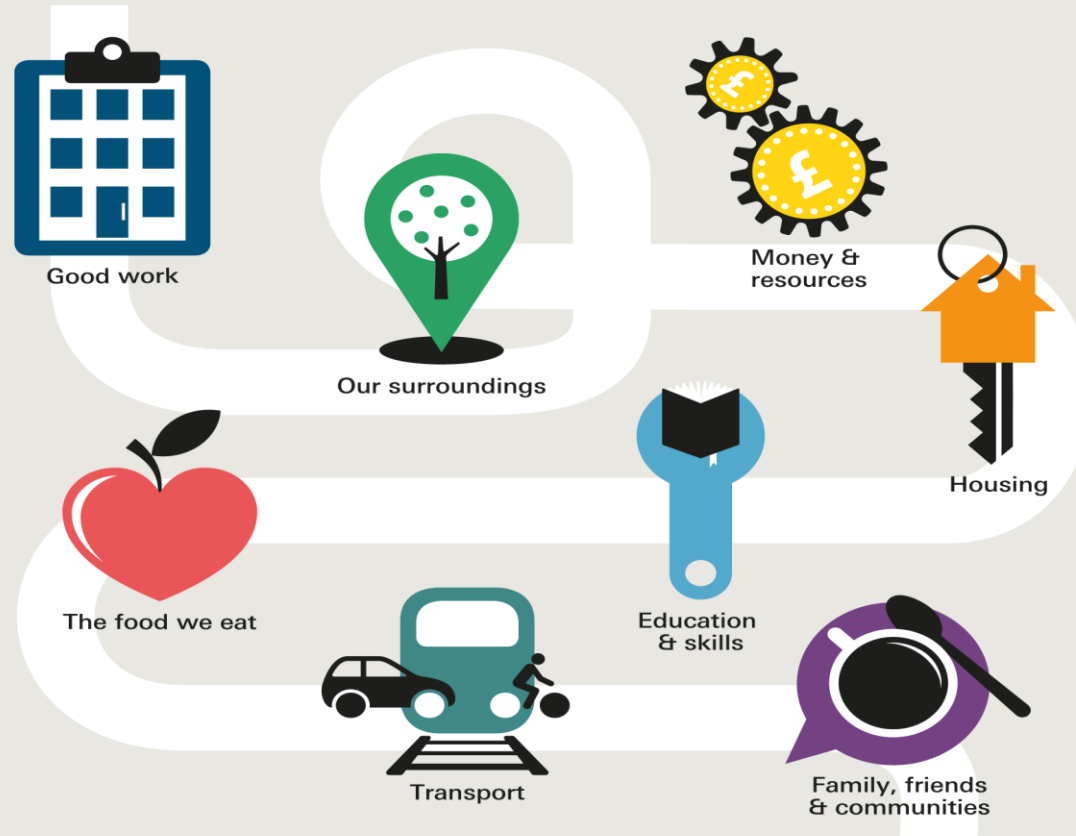 £
£
Good work
Money &
resources
Our surroundings
Housing
The food we eat
Education
& skills
Transport
Family, friends
& communities